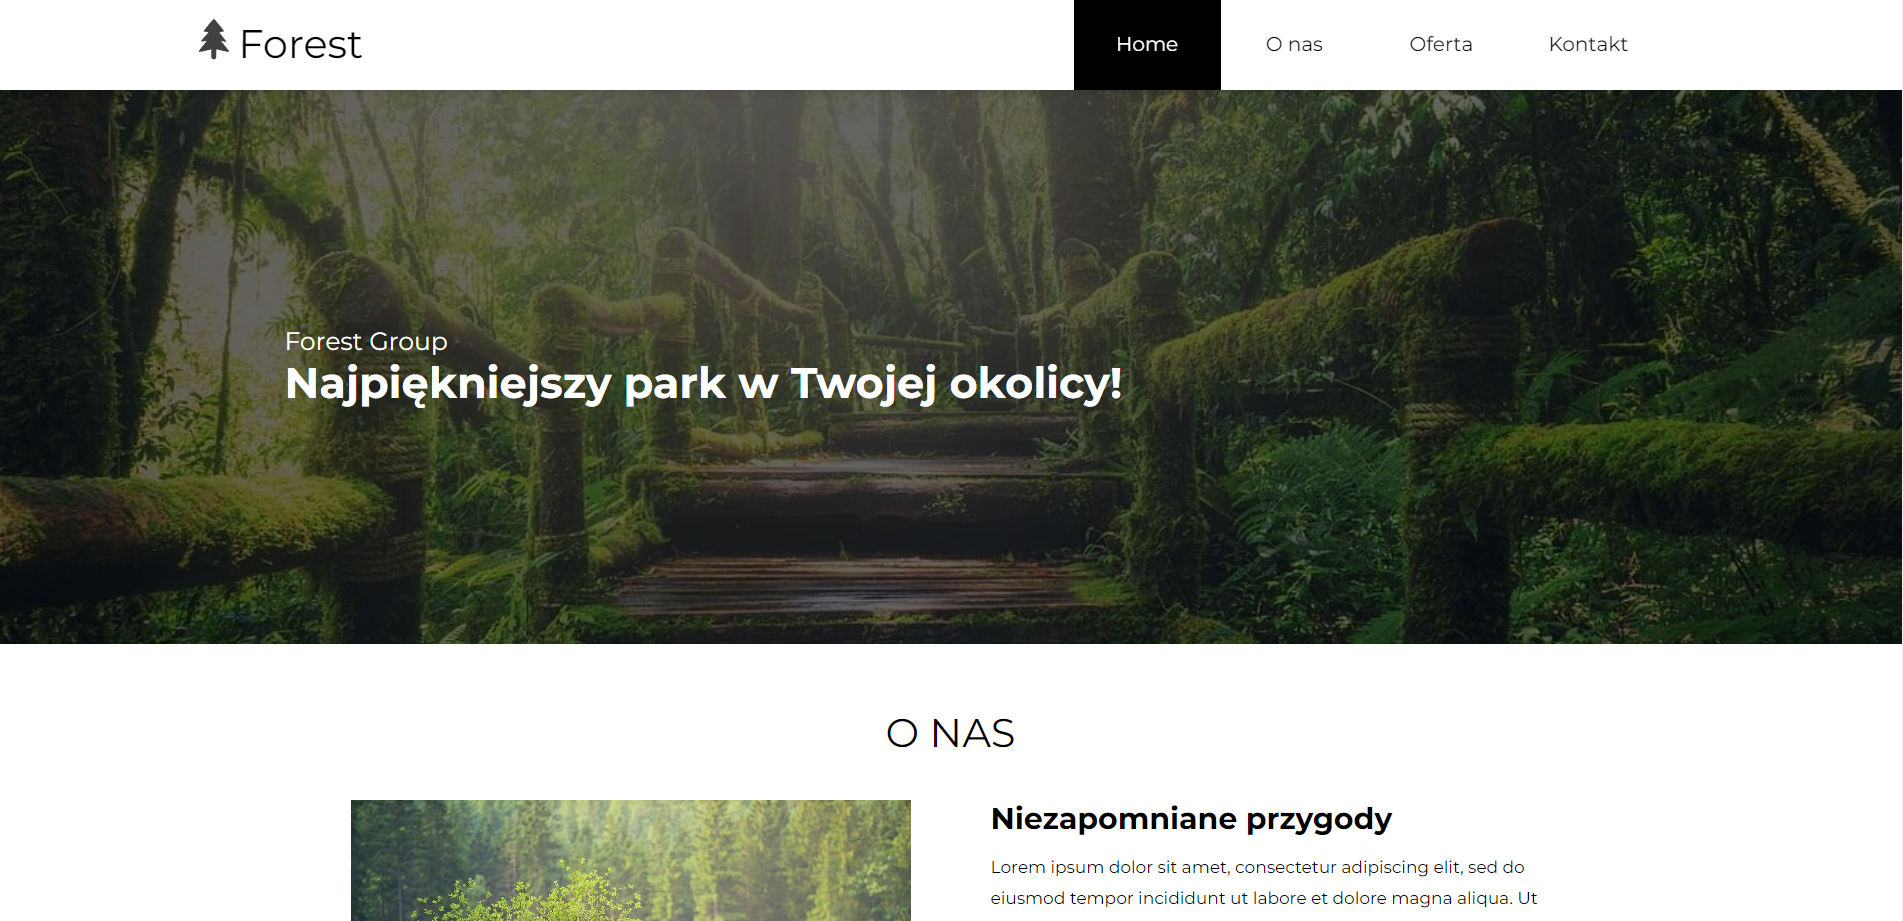 Forest
Home O nas Oferta Kontakt
Forest Group
Najpiękniejszy park w Twojej okolicy!
O NAS
Niezapomniane przygody
Lorem ipsum dolor sit amet, consectetur adipiscing elit, sed do
eiusmod tempor incididunt ut labore et dolore magna aliqua. Ut